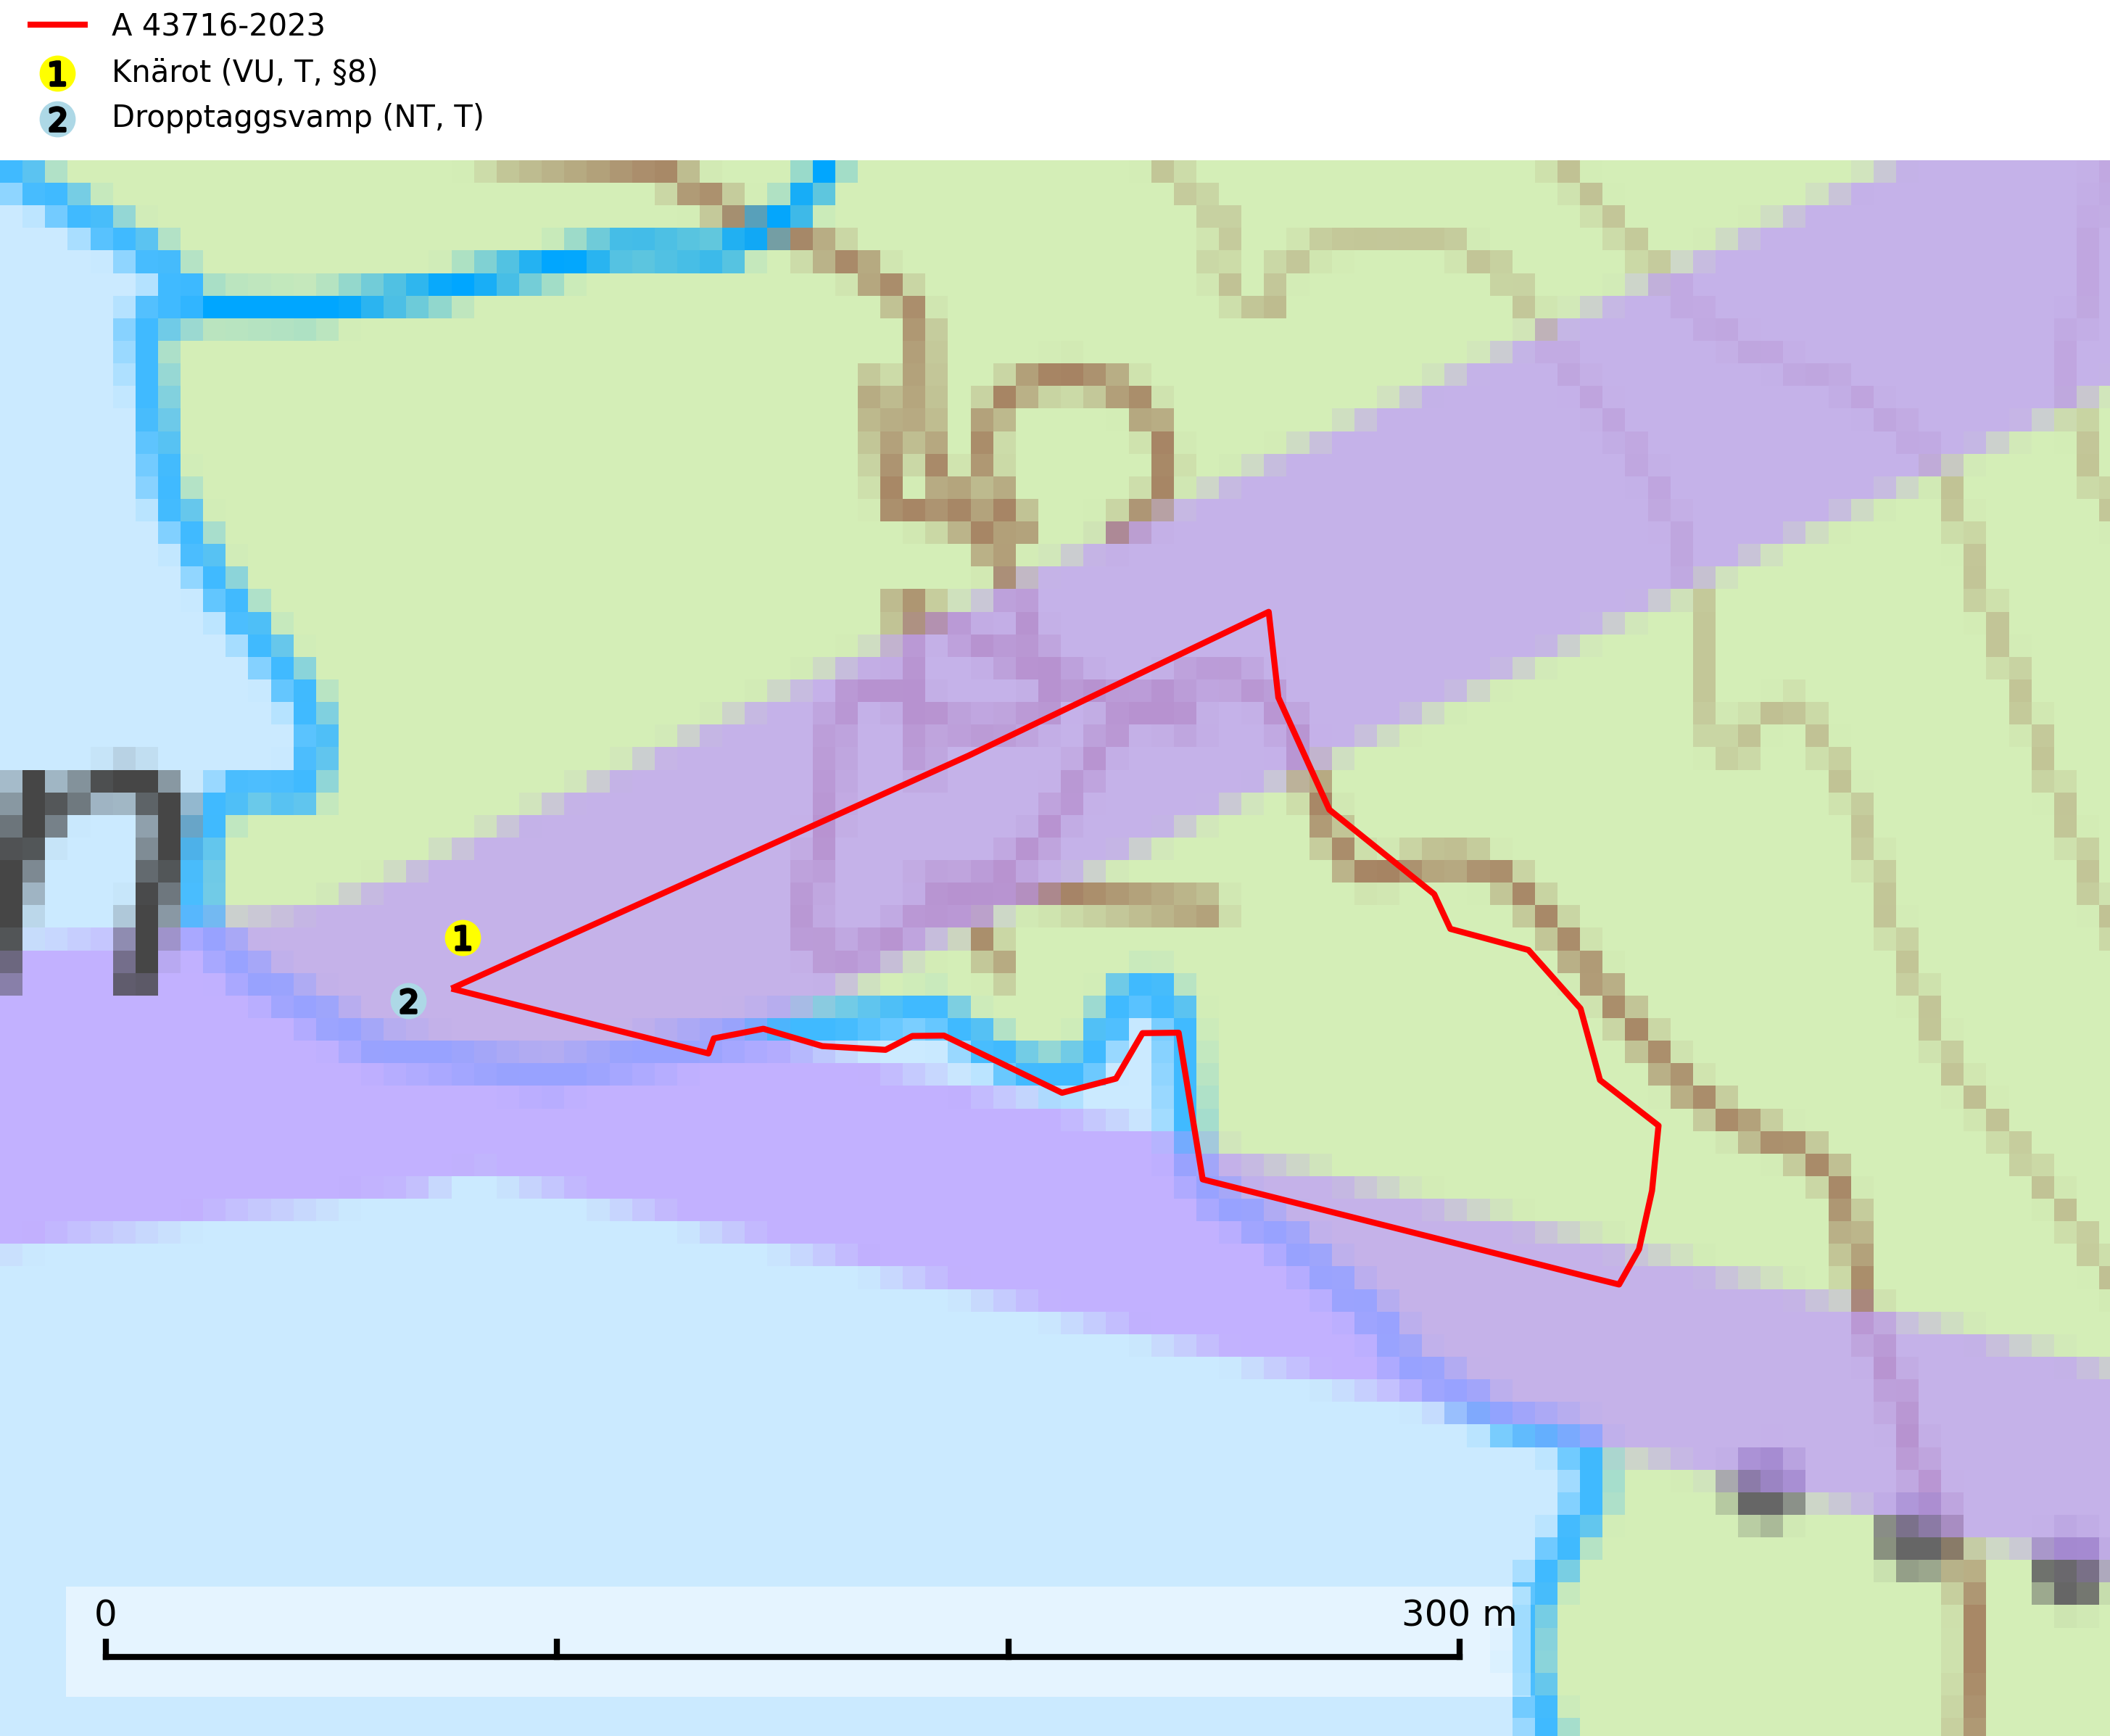 A 43716-2023
1 Knärot (VU, T, §8)
2 Dropptaggsvamp (NT, T)
1
2
0 300 m